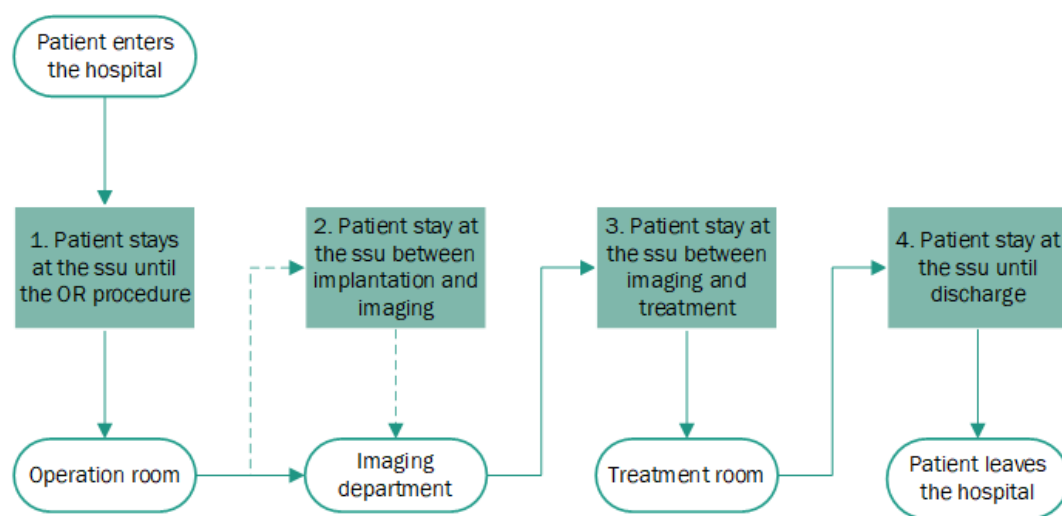 Patient enters
the hospital
1. Patient stays
at the ssu until
the OR procedure
2. Patient stay at
the ssu between
implantation and
imaging
3. Patient stay at
the ssu between
imaging and
treatment
4. Patient stay at
the ssu until
discharge
Operation room
Imaging
department
Treatment room
Patient leaves
the hospital